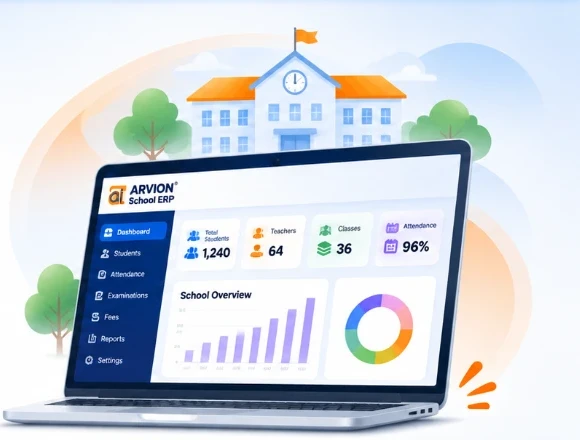 ai
ARVION®
School ERP
Dashboard
Students
Attendance
Examinations
Fees
Reports
Settings
Total
Students
1,240
Teachers
64
Classes
36
Attendance
96%
School Overview